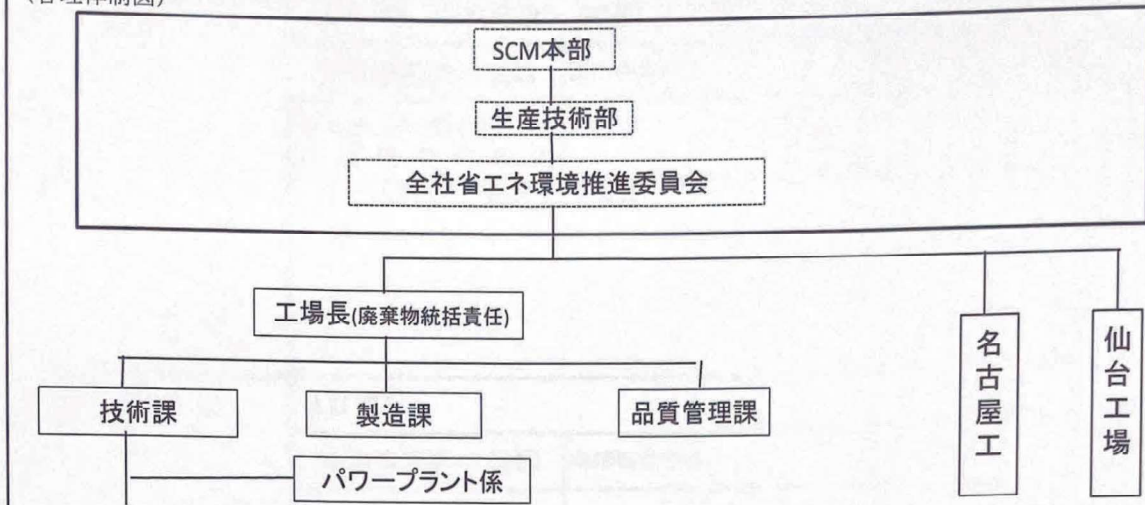 SCM本部
生産技術部
全社省エネ環境推進委員会
工場長(廃棄物統括責任)
名古屋工
仙台工場
技術課
製造課
品質管理課
パワープラント係